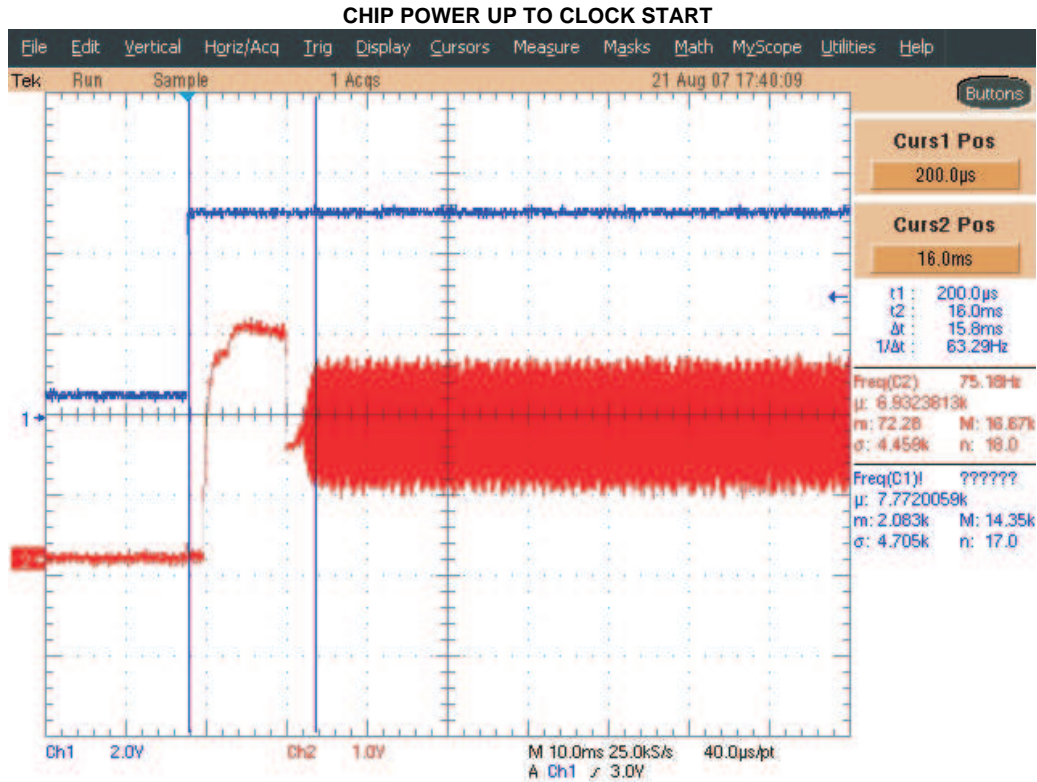 CHIP POWER UP TO CLOCK START
File Edit Vertical Horiz/Acq Trig Display Cursors Measure Masks Math MyScope Utilities Help
Tek Run Sample 1 Acqs 21 Aug 07 17:40:09
Buttons
Curs1 Pos
200.0µs
Curs2 Pos
16.0ms
t1 : 200.0µs
t2 : 16.0ms
Δt : 15.8ms
1/Δt : 63.29Hz
Freq(C2) 75.18Hz
µ: 6.9323813k
m: 72.28 M: 16.67k
σ: 4.459k n: 18.0
Freq(C1)! ??????
µ: 7.7720059k
m: 2.083k M: 14.35k
σ: 4.705k n: 17.0
1
Ch1 2.0V Ch2 1.0V M 10.0ms 25.0kS/s 40.0µs/pt
A Ch1 3.0V